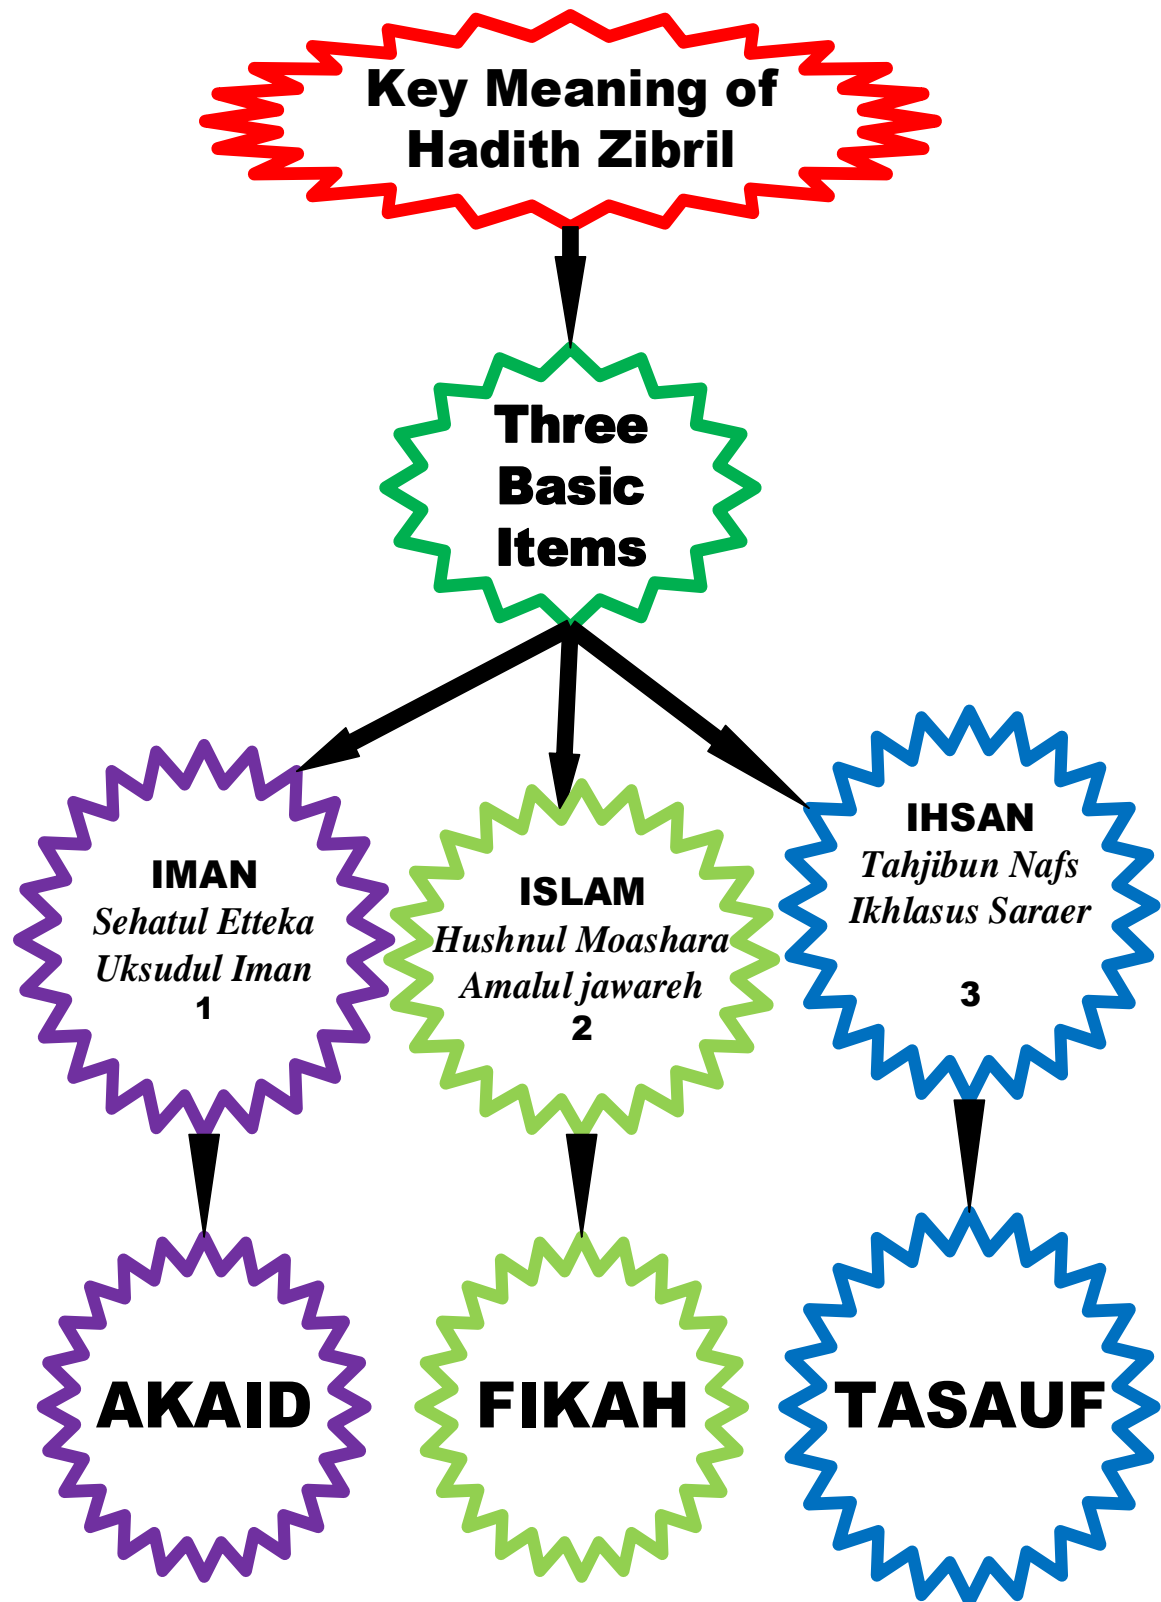 Key Meaning of
Hadith Zibril
Three
Basic
Items
IMAN
Sehatul Etteka
Uksudul Iman
1
ISLAM
Hushnul Moashara
Amalul jawareh
2
IHSAN
Tahjibun Nafs
Ikhlasus Saraer
3
AKAID
FIKAH
TASAUF